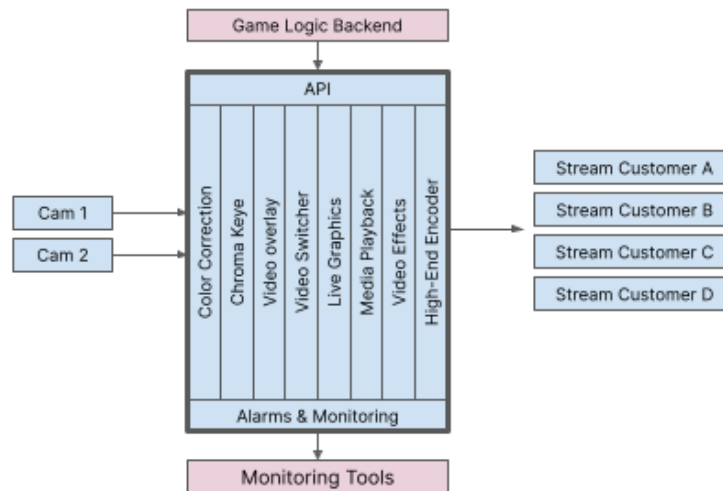 Game Logic Backend
API
Cam 1
Cam 2
Color Correction
Chroma Keye
Video overlay
Video Switcher
Live Graphics
Media Playback
Video Effects
High-End Encoder
Stream Customer A
Stream Customer B
Stream Customer C
Stream Customer D
Alarms & Monitoring
Monitoring Tools